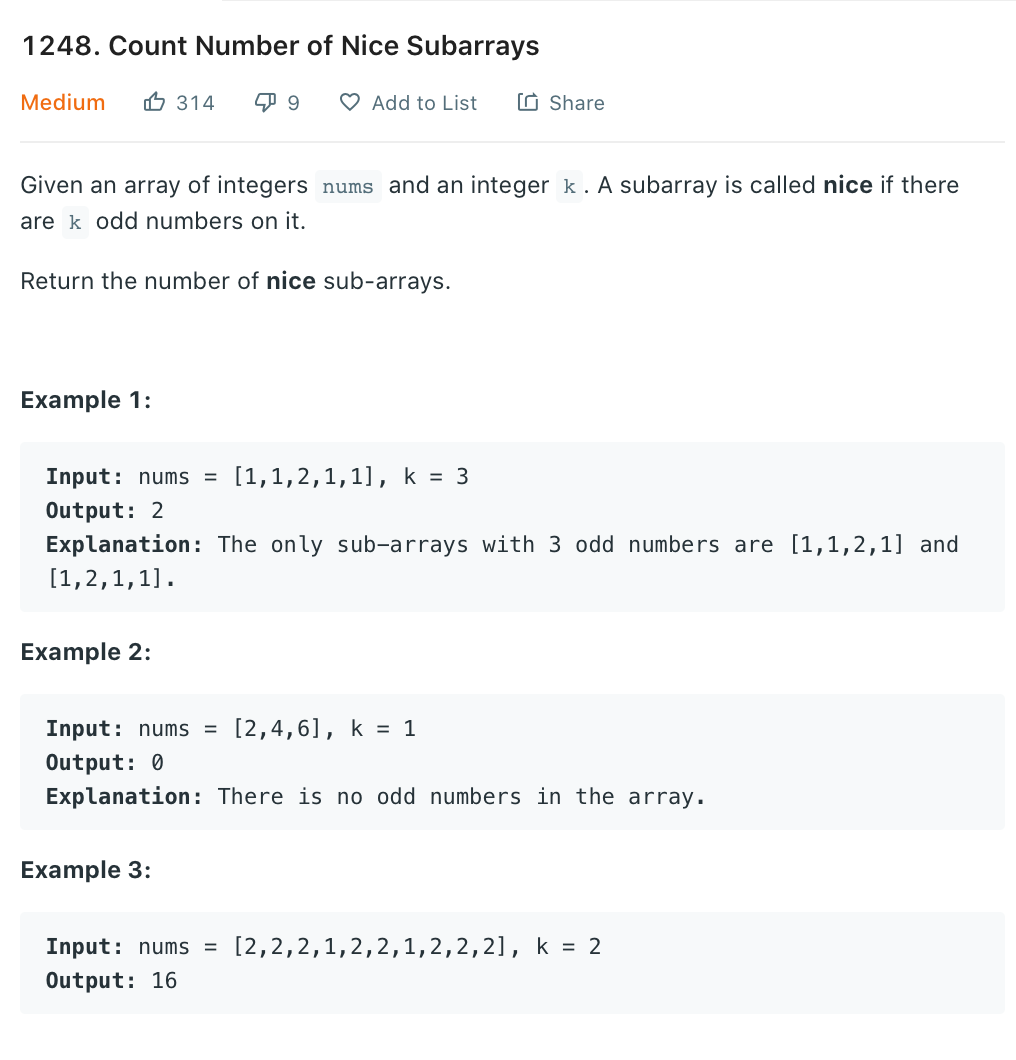 1248. Count Number of Nice Subarrays
Medium 314 9 Add to List Share
Given an array of integers nums and an integer k . A subarray is called nice if there
are k odd numbers on it.
Return the number of nice sub-arrays.
Example 1:
Input: nums = [1,1,2,1,1], k = 3
Output: 2
Explanation: The only sub-arrays with 3 odd numbers are [1,1,2,1] and
[1,2,1,1].
Example 2:
Input: nums = [2,4,6], k = 1
Output: 0
Explanation: There is no odd numbers in the array.
Example 3:
Input: nums = [2,2,2,1,2,2,1,2,2,2], k = 2
Output: 16